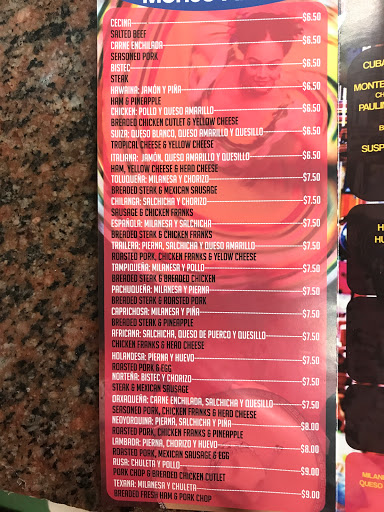 CECINA $6.50
SALTED BEEF
CARNE ENCHILADA $6.50
SEASONED PORK
BISTEC $6.50
STEAK
HAWAINA: JAMÓN Y PIÑA $6.50
HAM & PINEAPPLE
CHICKEN: POLLO Y QUESO AMARILLO $6.50
BREADED CHICKEN CUTLET & YELLOW CHEESE
SUIZA: QUESO BLANCO, QUESO AMARILLO Y QUESILLO $6.50
TROPICAL CHEESE & YELLOW CHEESE
ITALIANA: JAMÓN, QUESO AMARILLO Y QUESILLO $6.50
HAM, YELLOW CHEESE & HEAD CHEESE
TOLUQUEÑA: MILANESA Y CHORIZO $7.50
BREADED STEAK & MEXICAN SAUSAGE
CHILANGA: SALCHICHA Y CHORIZO $7.50
SAUSAGE & CHICKEN FRANKS
ESPAÑOLA: MILANESA Y SALCHICHA $7.50
BREADED STEAK & CHICKEN FRANKS
TRAILERA: PIERNA, SALCHICHA Y QUESO AMARILLO $7.50
ROASTED PORK, CHICKEN FRANKS & YELOW CHEESE
TAMPIQUEÑA: MILANESA Y POLLO $7.50
BREADED STEAK & BREADED CHICKEN
PACHUQUEÑA: MILANESA Y PIERNA $7.50
BREADED STEAK & ROASTED PORK
CAPRICHOSA: MILANESA Y PIÑA $7.50
BREADED STEAK & PINEAPPLE
AFRICANA: SALCHICHA, QUESO DE PUERCO Y QUESILLO $7.50
CHICKEN FRANKS & HEAD CHEESE
HOLANDESA: PIERNA Y HUEVO $7.50
ROASTED PORK & EGG
NORTEÑA: BISTEC Y CHORIZO $7.50
STEAK & MEXICAN SAUSAGE
OAXAQUEÑA: CARNE ENCHILADA, SALCHICHA Y QUESILLO $7.50
SEASONED PORK, CHICKEN FRANKS & HEAD CHEESE
NEOYORQUINA: PIERNA, SALCHICHA Y PIÑA $8.00
ROASTED PORK, CHICKEN FRANKS & PINEAPPLE
LAMBADA: PIERNA, CHORIZO Y HUEVO $8.00
ROASTED PORK, MEXICAN SAUSAGE & EGG
RUSA: CHULETA Y POLLO $9.00
PORK CHOP & BREADED CHICKEN CUTLET
TEXANA: MILANESA Y CHULETA $9.00
BREADED FRESH HAM & PORK CHOP
CUBA
MONTE
CH
PAULIN
B
SUSP
H
HU
MILAN
QUESO